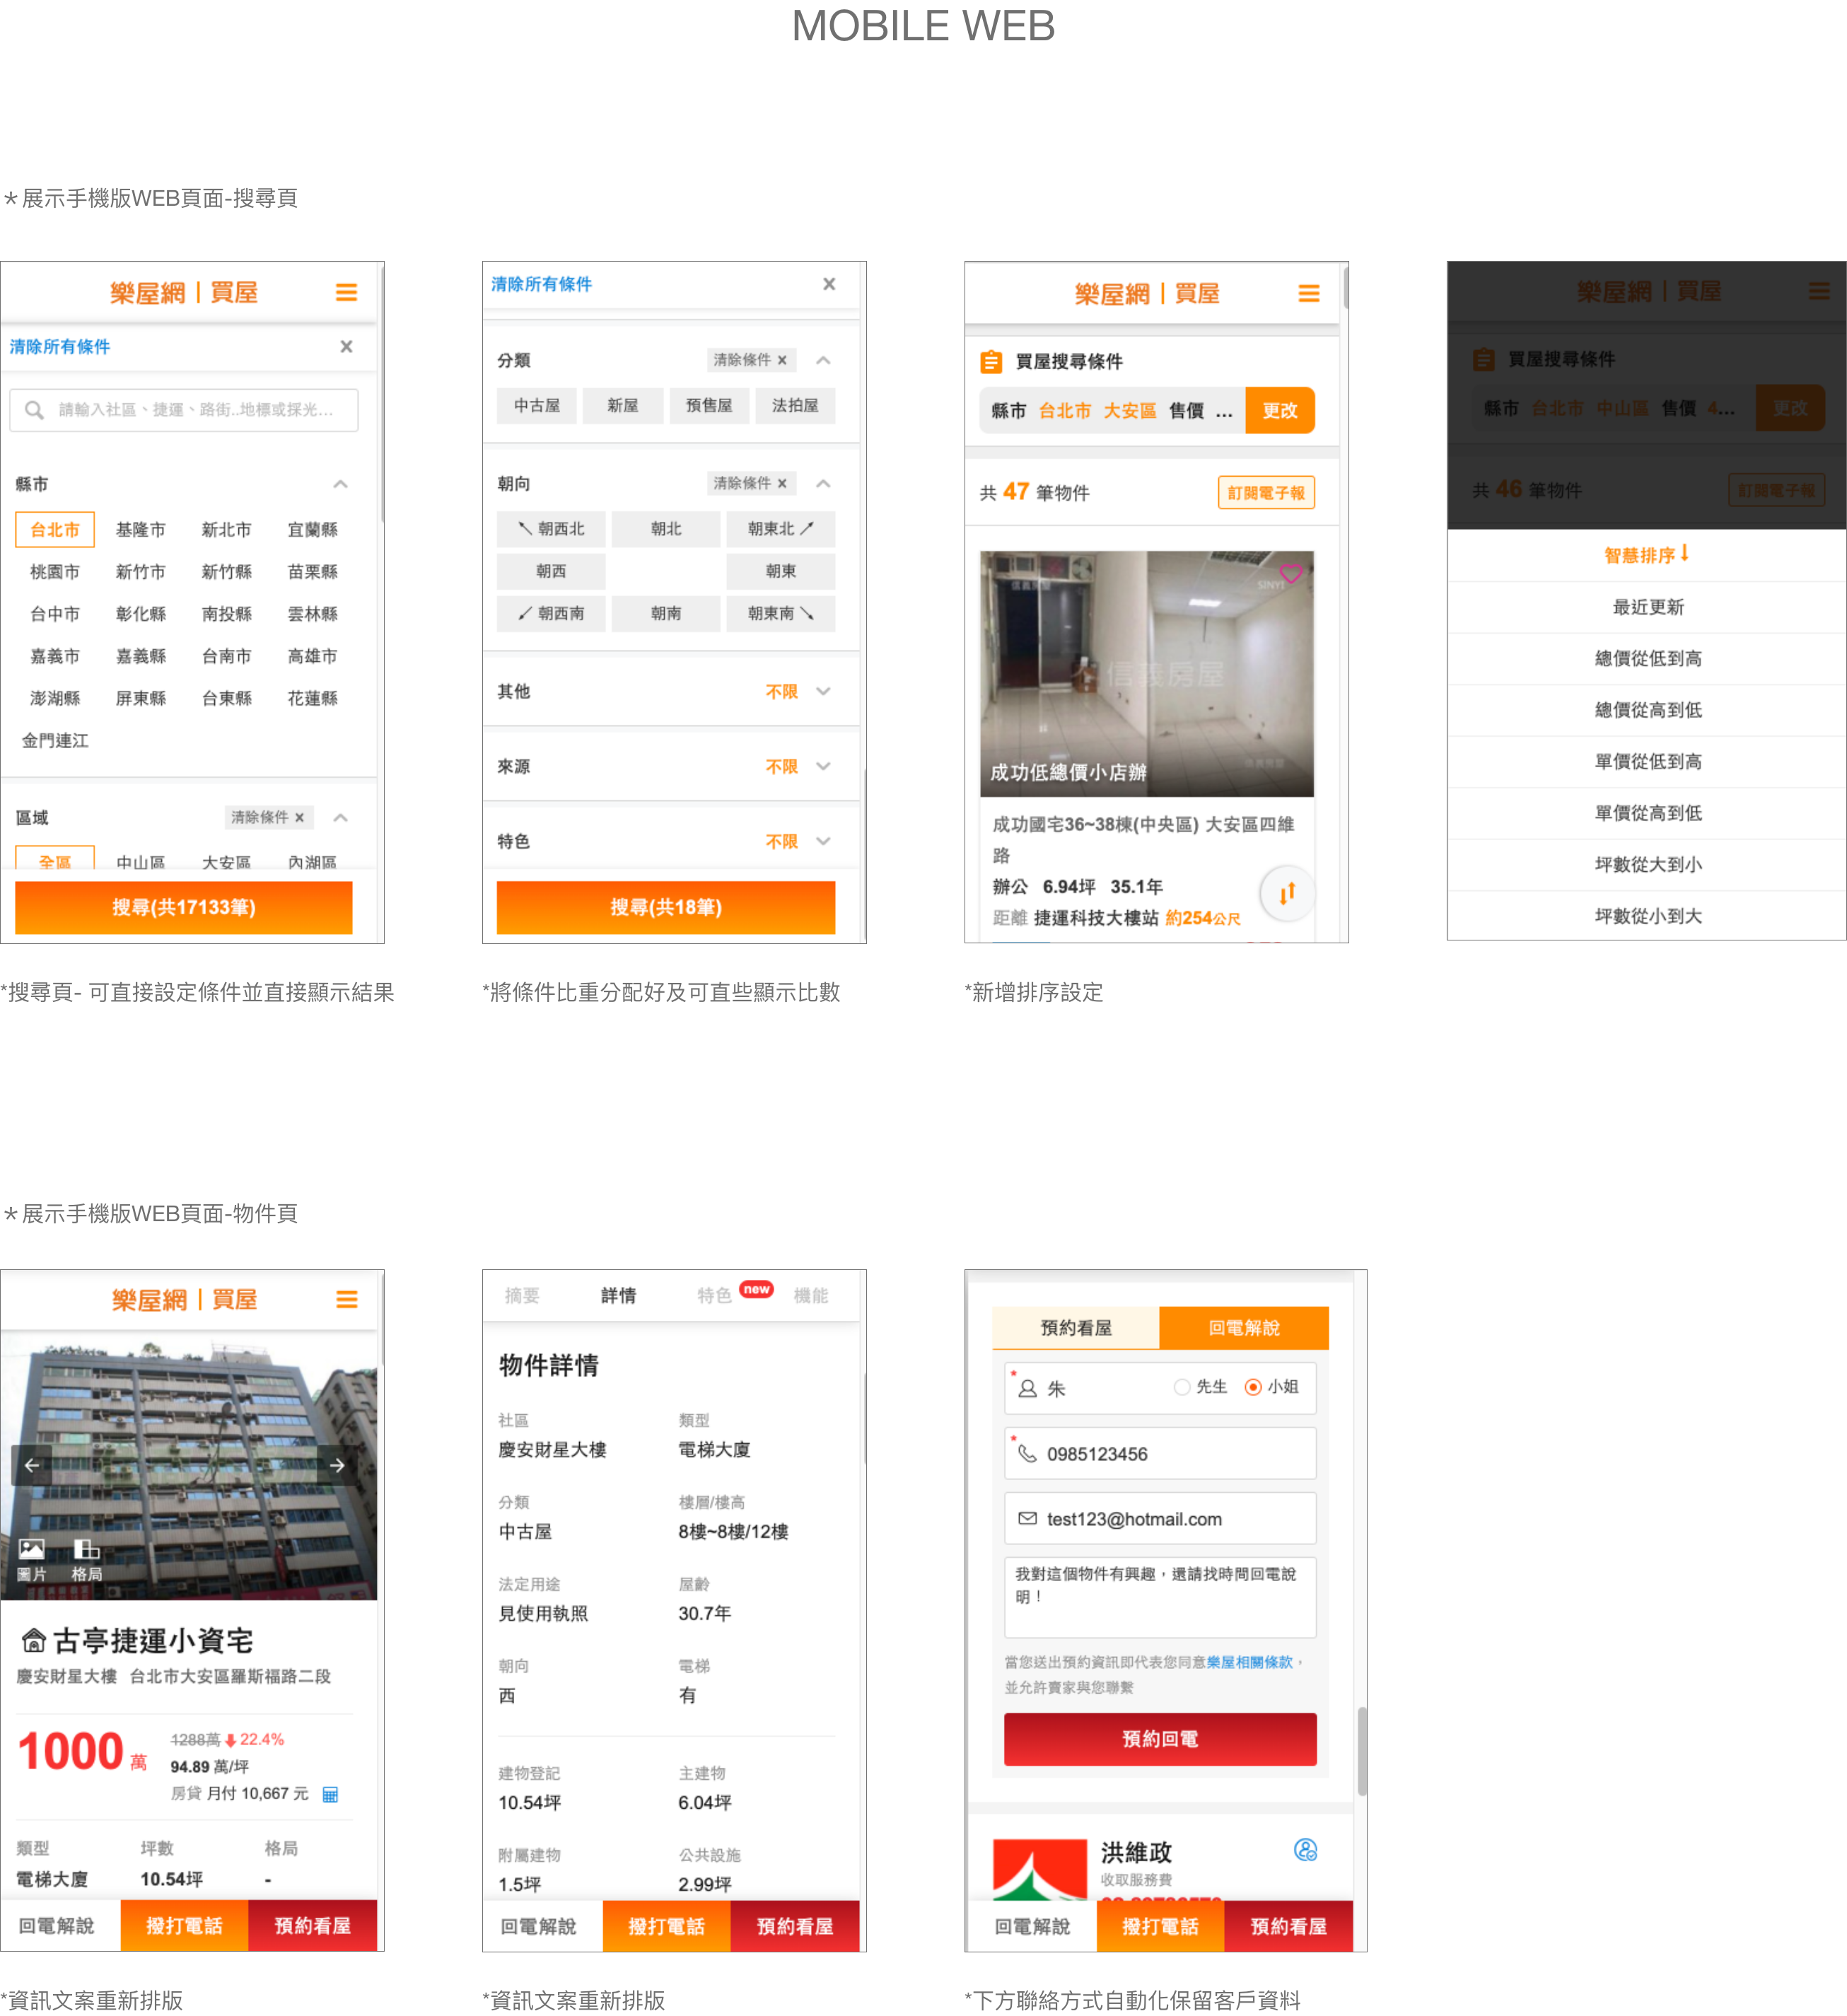 MOBILE WEB
＊展示手機版WEB頁面-搜尋頁
樂屋網｜買屋
清除所有條件
請輸入社區、捷運、路街..地標或採光...
縣市
台北市 基隆市 新北市 宜蘭縣
桃園市 新竹市 新竹縣 苗栗縣
台中市 彰化縣 南投縣 雲林縣
嘉義市 嘉義縣 台南市 高雄市
澎湖縣 屏東縣 台東縣 花蓮縣
金門連江
區域 清除條件 x
全區 中山區 大安區 內湖區
搜尋(共17133筆)
*搜尋頁- 可直接設定條件並直接顯示結果
清除所有條件
分類 清除條件 x
中古屋 新屋 預售屋 法拍屋
朝向 清除條件 x
↖ 朝西北 朝北 朝東北 ↗
朝西 朝東
↙ 朝西南 朝南 朝東南 ↘
其他 不限
來源 不限
特色 不限
搜尋(共18筆)
*將條件比重分配好及可直些顯示比數
樂屋網｜買屋
買屋搜尋條件
縣市 台北市 大安區 售價 ... 更改
共 47 筆物件 訂閱電子報
信義房屋
SINYI
成功低總價小店辦
成功國宅36~38棟(中央區) 大安區四維
路
辦公 6.94坪 35.1年
距離 捷運科技大樓站 約254公尺
*新增排序設定
樂屋網｜買屋
買屋搜尋條件
縣市 台北市 中山區 售價 4... 更改
共 46 筆物件 訂閱電子報
智慧排序↓
最近更新
總價從低到高
總價從高到低
單價從低到高
單價從高到低
坪數從大到小
坪數從小到大
＊展示手機版WEB頁面-物件頁
樂屋網｜買屋
圖片 格局
古亭捷運小資宅
慶安財星大樓 台北市大安區羅斯福路二段
1000 萬
1288萬 22.4%
94.89 萬/坪
房貸 月付 10,667 元
類型 坪數 格局
電梯大廈 10.54坪 -
回電解說 撥打電話 預約看屋
*資訊文案重新排版
摘要 詳情 特色 new 機能
物件詳情
社區 類型
慶安財星大樓 電梯大廈
分類 樓層/樓高
中古屋 8樓~8樓/12樓
法定用途 屋齡
見使用執照 30.7年
朝向 電梯
西 有
建物登記 主建物
10.54坪 6.04坪
附屬建物 公共設施
1.5坪 2.99坪
回電解說 撥打電話 預約看屋
*資訊文案重新排版
預約看屋 回電解說
* 朱 先生 小姐
* 0985123456
test123@hotmail.com
我對這個物件有興趣，還請找時間回電說
明！
當您送出預約資訊即代表您同意樂屋相關條款，
並允許賣家與您聯繫
預約回電
洪維政
收取服務費
回電解說 撥打電話 預約看屋
*下方聯絡方式自動化保留客戶資料